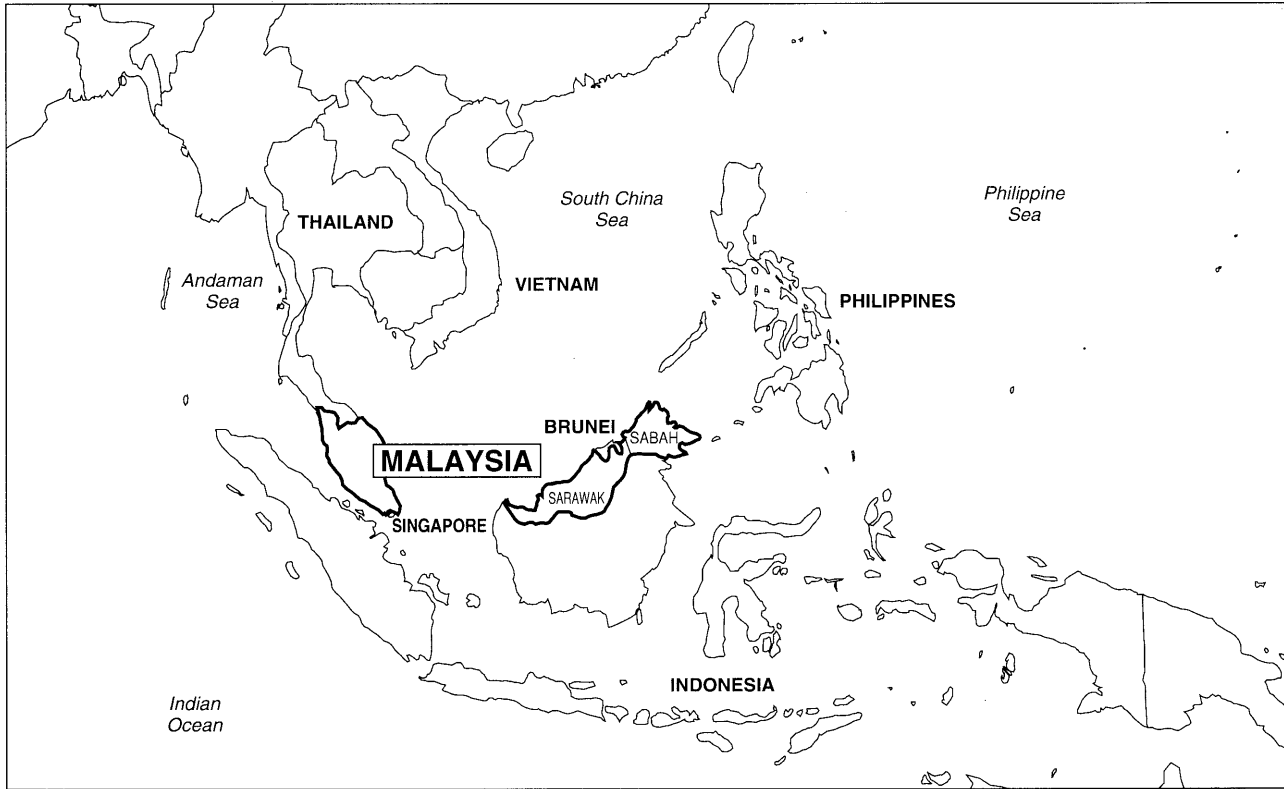 South China
Sea
Philippine
Sea
THAILAND
Andaman
Sea
VIETNAM
PHILIPPINES
BRUNEI
SABAH
MALAYSIA
SARAWAK
SINGAPORE
INDONESIA
Indian
Ocean